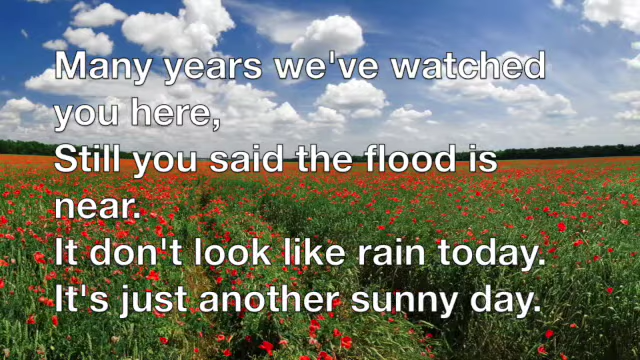 Many years we've watched
you here,
Still you said the flood is
near.
It don't look like rain today.
It's just another sunny day.